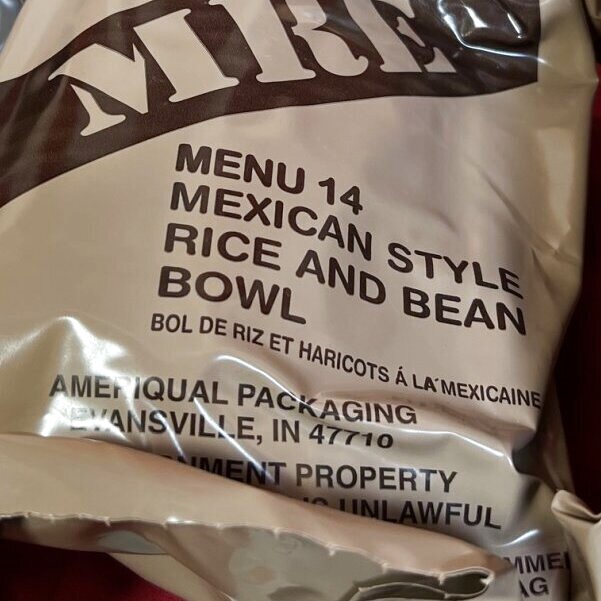 MRE
MENU 14
MEXICAN STYLE
RICE AND BEAN
BOWL
BOL DE RIZ ET HARICOTS Á LA MEXICAINE
AMERIQUAL PACKAGING
EVANSVILLE, IN 47710
PROPERTY
UNLAWFUL